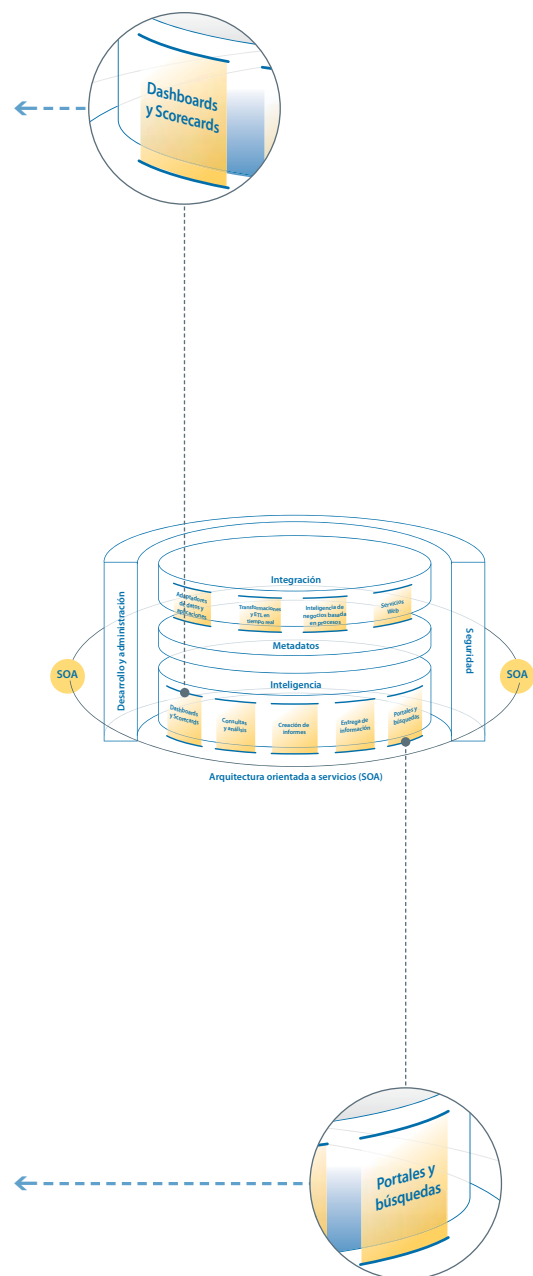 Dashboards
y Scorecards
Integración
Adaptadores
de datos y
aplicaciones
Transformaciones
y ETL en
tiempo real
Inteligencia de
negocios basada
en procesos
Servicios
Web
Desarrollo y administración
Metadatos
Seguridad
SOA
SOA
Inteligencia
Dashboards
y Scorecards
Consultas
y Análisis
Creación de
informes
Entrega de
información
Portales y
búsquedas
Arquitectura orientada a servicios (SOA)
Portales y
búsquedas